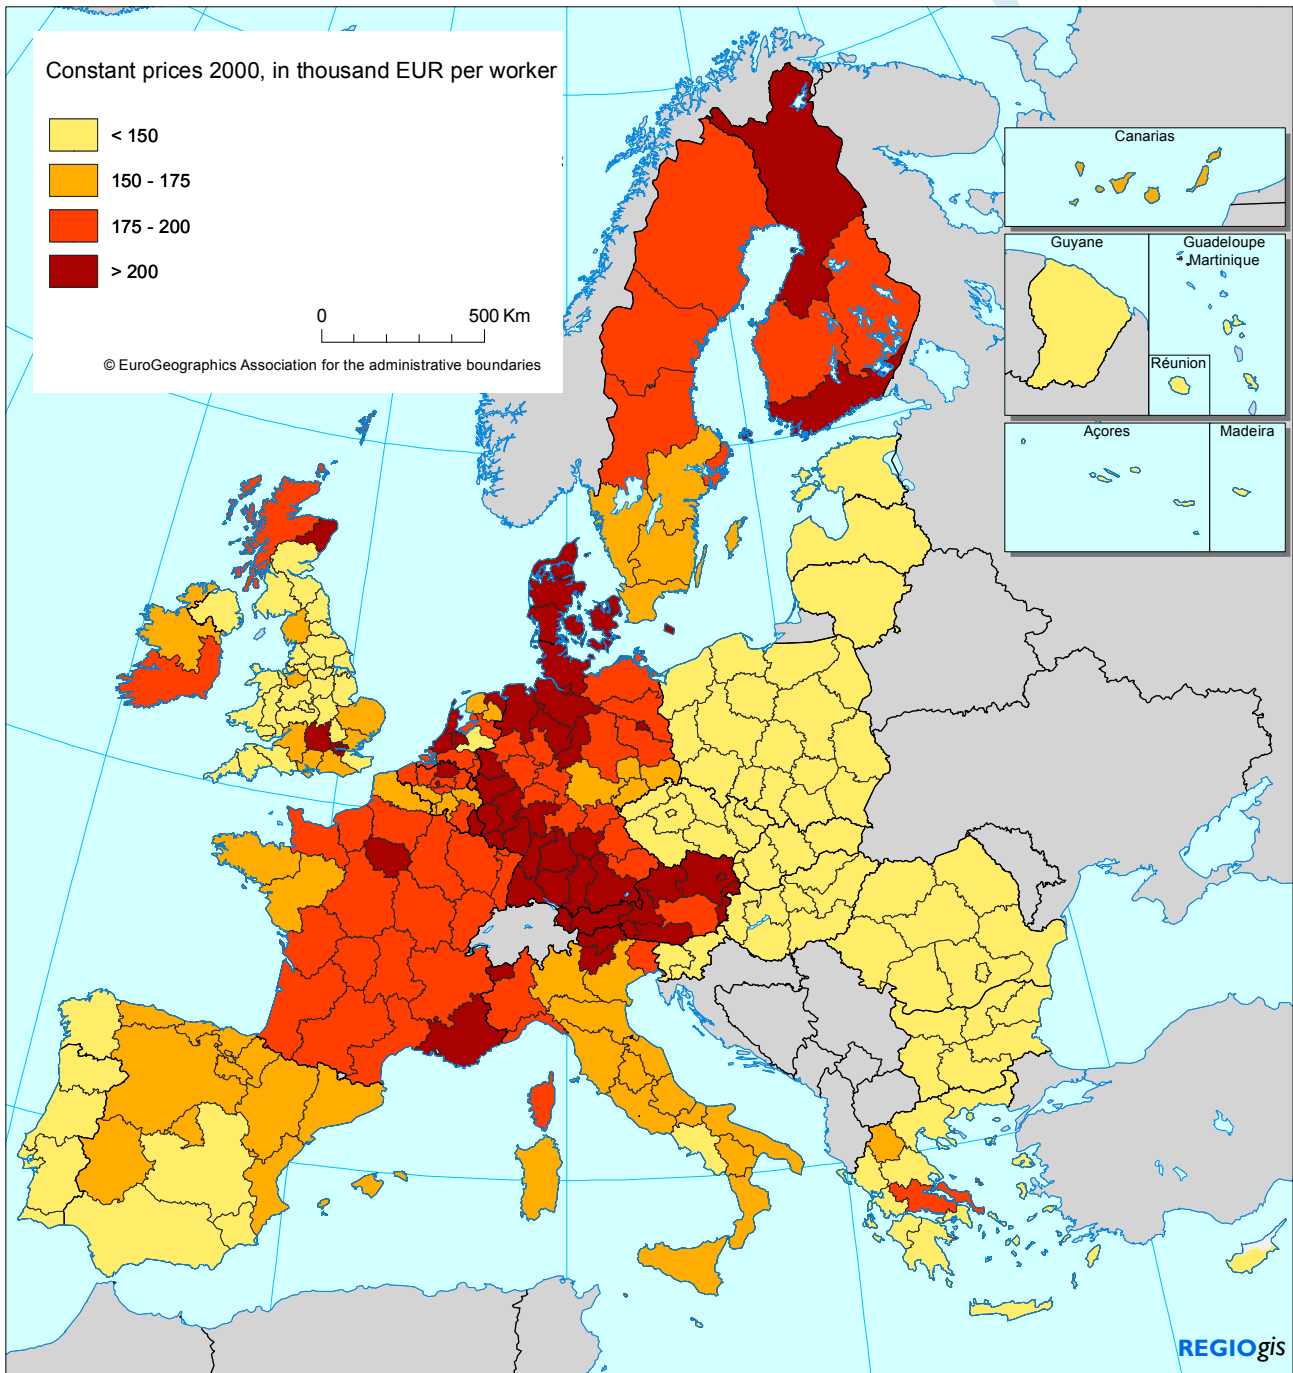 Constant prices 2000, in thousand EUR per worker
< 150
150 - 175
175 - 200
> 200
0 500 Km
© EuroGeographics Association for the administrative boundaries
Canarias
Guyane
Guadeloupe
Martinique
Réunion
Açores
Madeira
REGIOgis